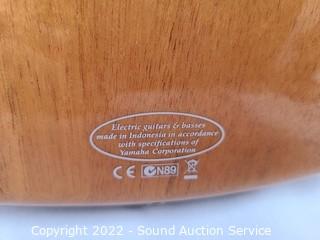 Electric guitars & basses
made in Indonesia in accordance
with specifications of
Yamaha Corporation
CE N89
Copyright 2022 - Sound Auction Service